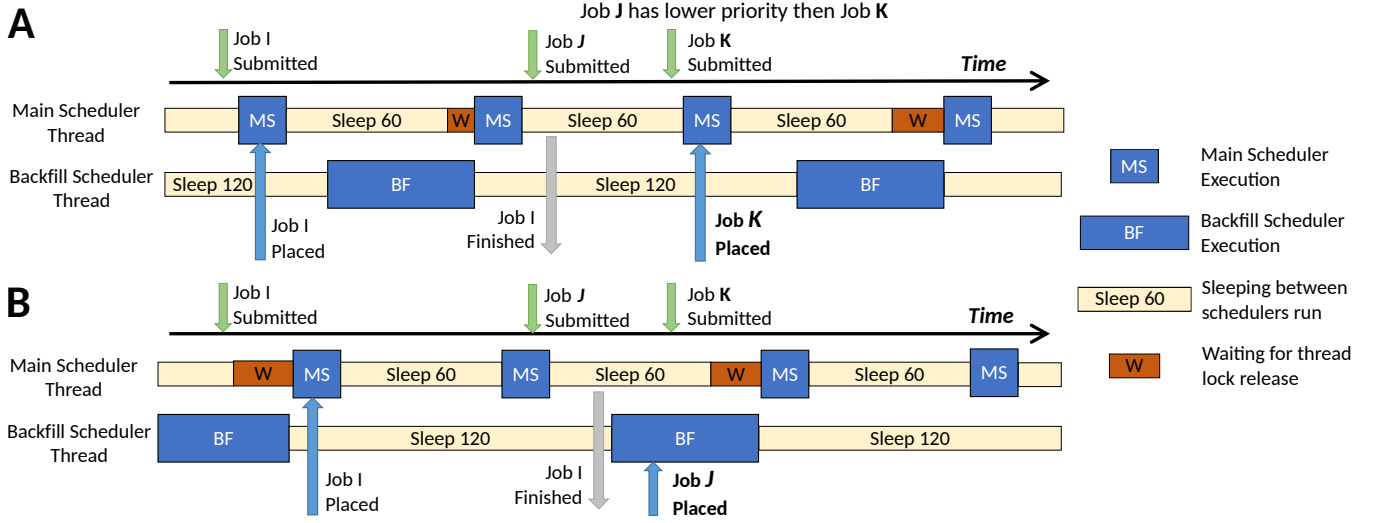 A
Job J has lower priority then Job K
Job I
Submitted
Job J
Submitted
Job K
Submitted
Time
Main Scheduler
Thread
MS
Sleep 60
W
MS
Sleep 60
MS
Sleep 60
W
MS
Backfill Scheduler
Thread
Sleep 120
BF
Sleep 120
BF
Job I
Placed
Job I
Finished
Job K
Placed
B
Job I
Submitted
Job J
Submitted
Job K
Submitted
Time
Main Scheduler
Thread
W
MS
Sleep 60
MS
Sleep 60
W
MS
Sleep 60
MS
Backfill Scheduler
Thread
BF
Sleep 120
BF
Sleep 120
Job I
Placed
Job I
Finished
Job J
Placed
MS
Main Scheduler
Execution
BF
Backfill Scheduler
Execution
Sleep 60
Sleeping between
schedulers run
W
Waiting for thread
lock release